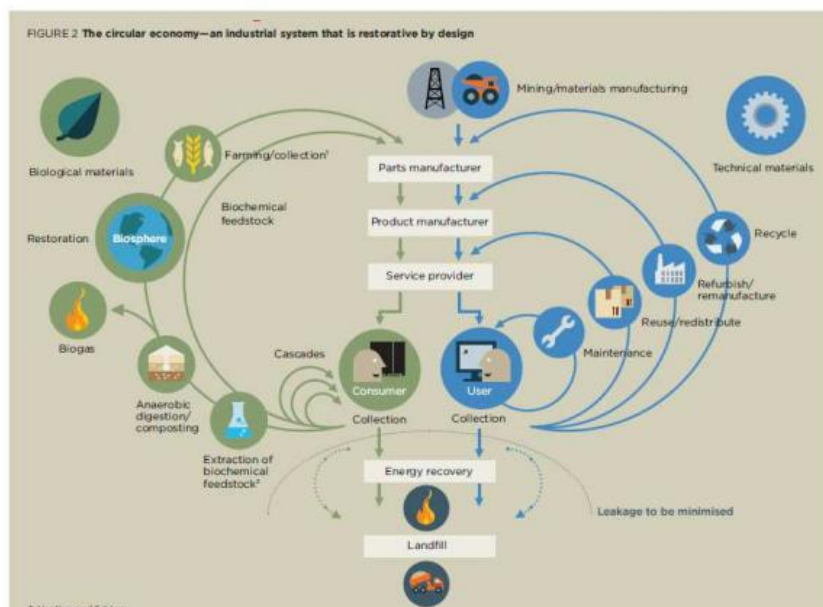 FIGURE 2 The circular economy—an industrial system that is restorative by design
Mining/materials manufacturing
Biological materials
Farming/collection¹
Parts manufacturer
Technical materials
Biochemical
feedstock
Product manufacturer
Restoration
Biosphere
Recycle
Service provider
Refurbish/
remanufacture
Reuse/redistribute
Biogas
Cascades
Maintenance
Consumer
User
Anaerobic
digestion/
composting
Collection
Collection
Extraction of
biochemical
feedstock²
Energy recovery
Leakage to be minimised
Landfill